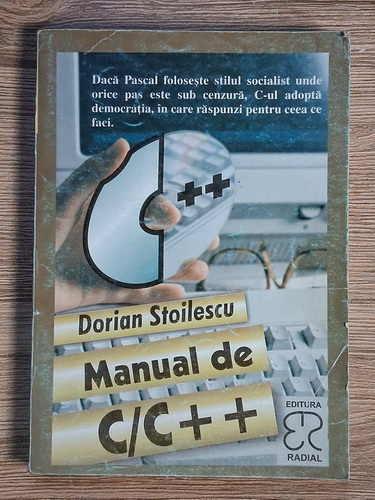 Dacă Pascal folosește stilul socialist unde
orice pas este sub cenzură, C-ul adoptă
democrația, in care răspunzi pentru ceea ce
faci.
C++
Dorian Stoilescu
Manual de
C/C++
EDITURA
RADIAL